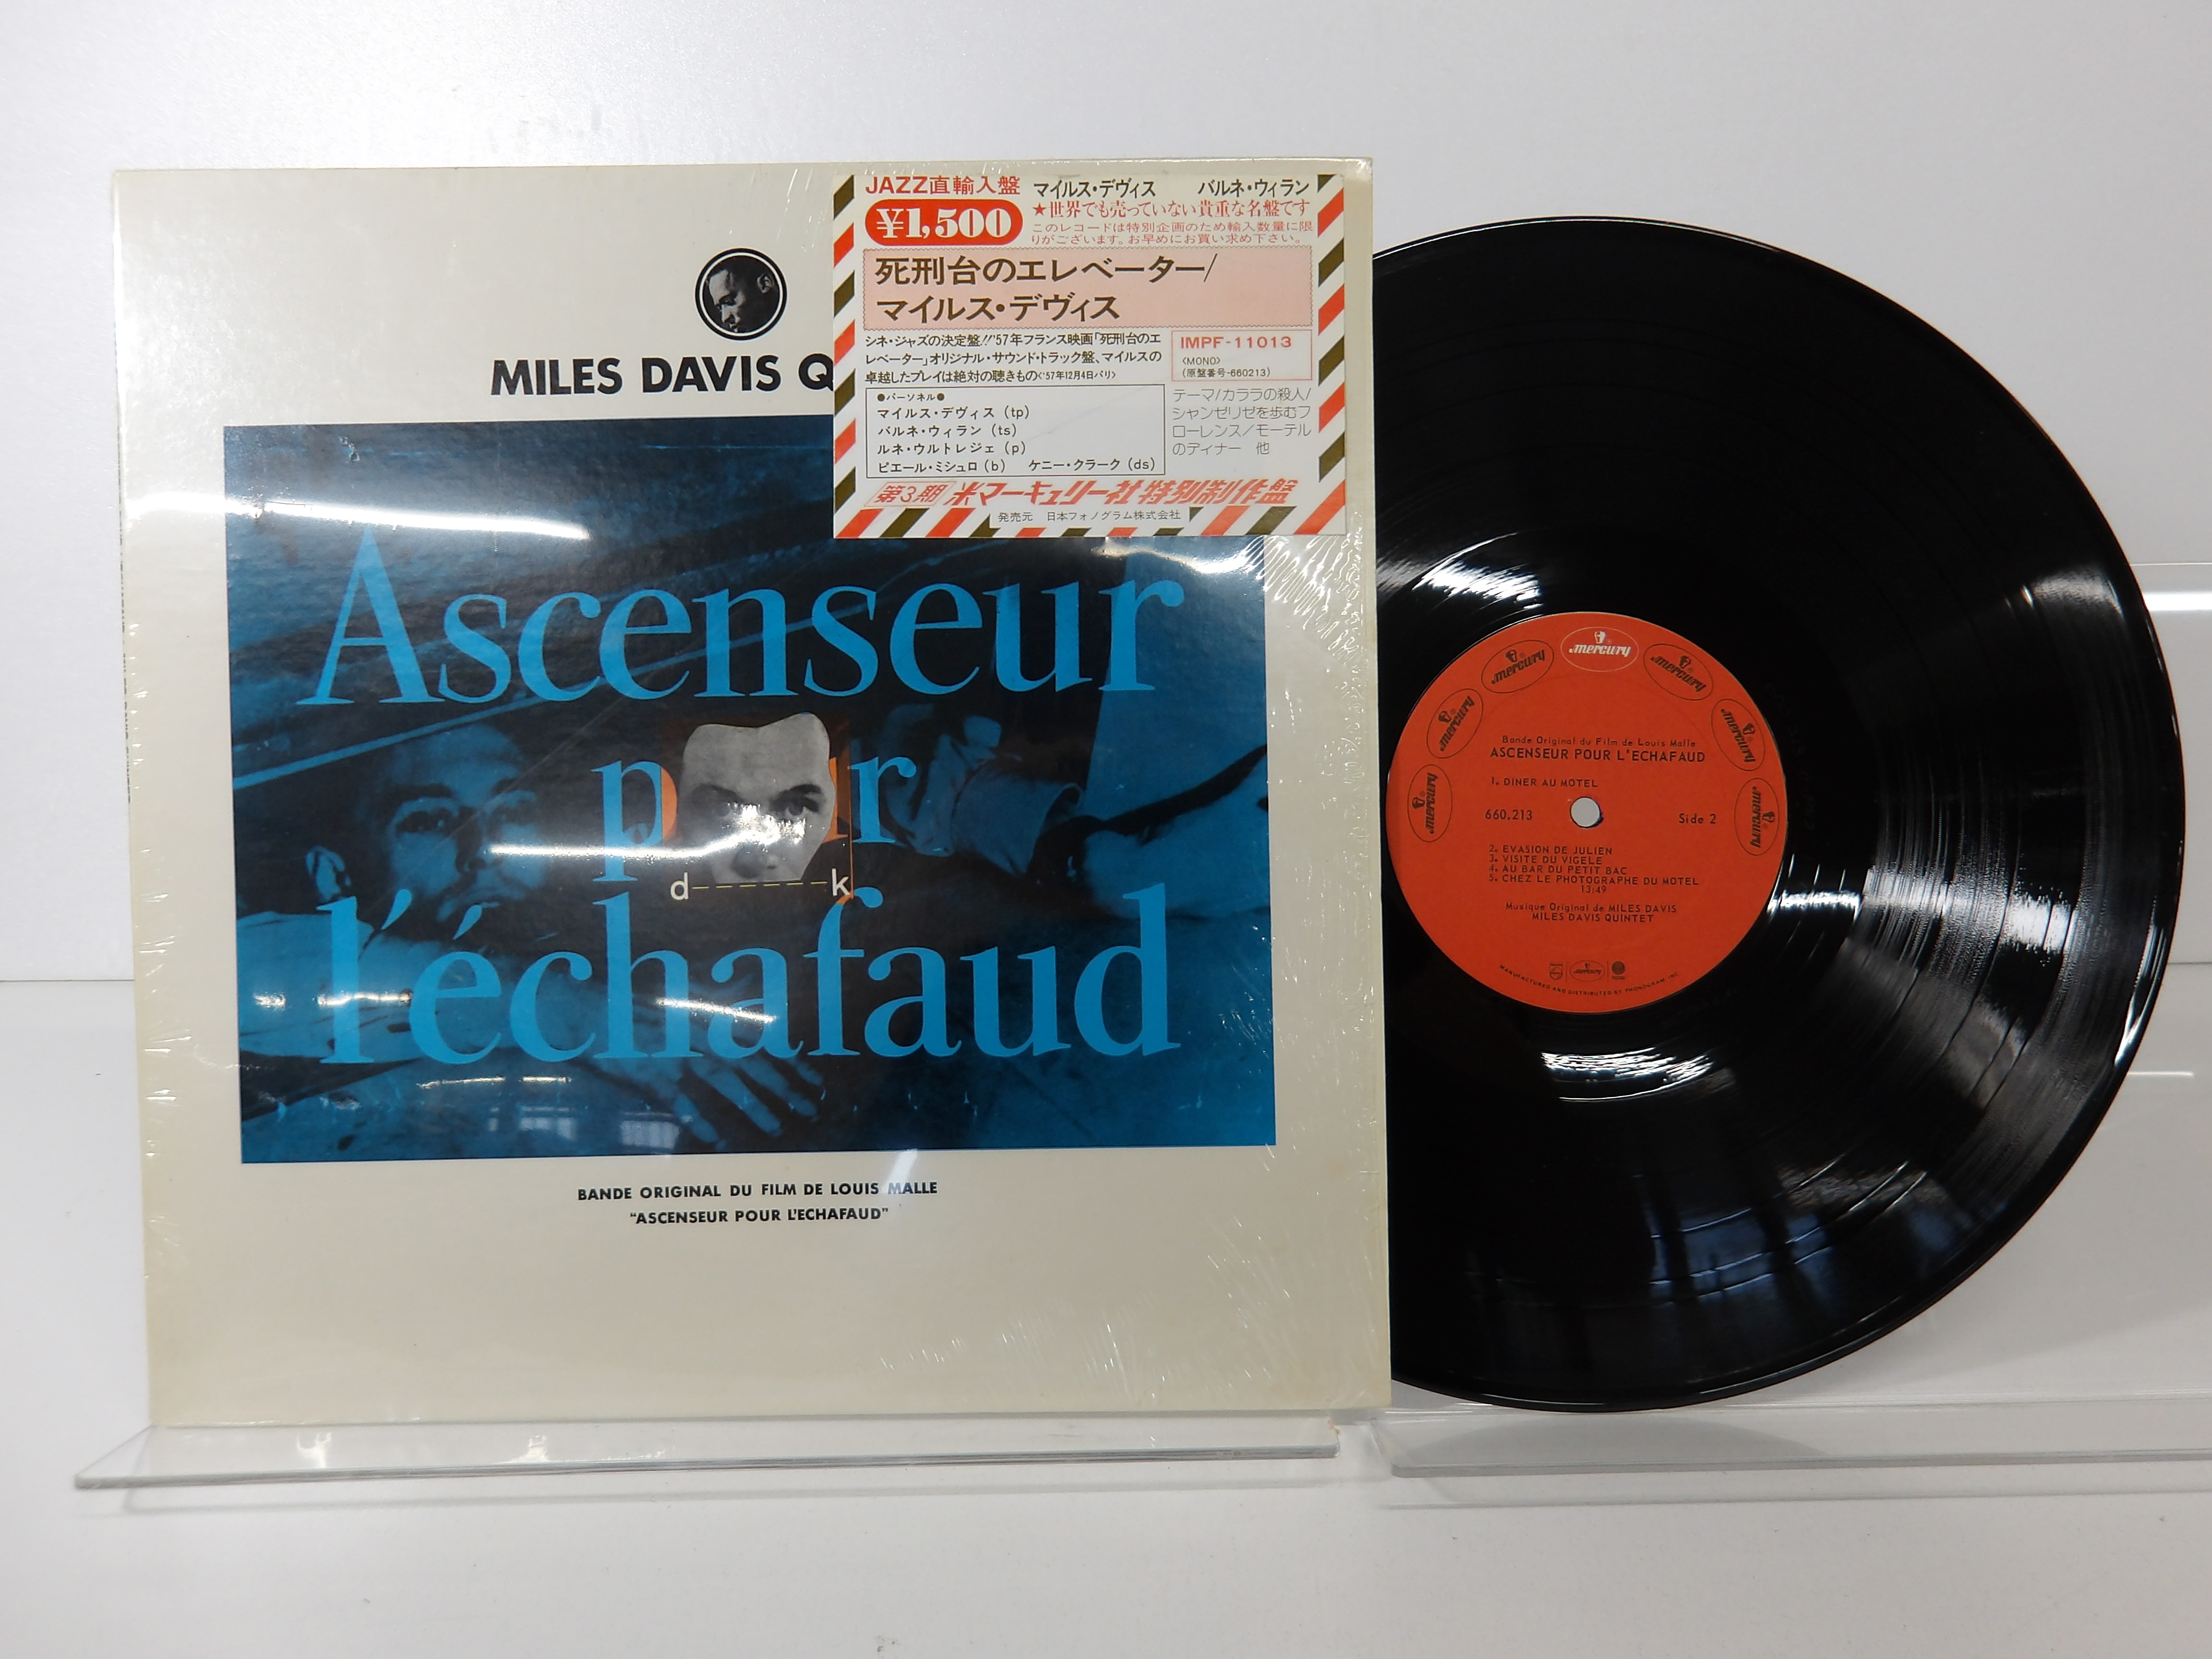 JAZZ直輸入盤
¥1,500
マイルス・デヴィス バルネ・ウィラン
★世界でも売っていない貴重な名盤です
このレコードは特別企画のため輸入数量に限
りがございます。お早めにお買い求め下さい。
死刑台のエレベーター/
マイルス・デヴィス
シネ・ジャズの決定盤!!'57年フランス映画「死刑台のエ
レベーター」オリジナル・サウンド・トラック盤、マイルスの
卓越したプレイは絶対の聴きもの<'57年12月4日パリ>
IMPF-11013
<MONO>
(原盤番号-660213)
●パーソネル●
マイルス・デヴィス (tp)
バルネ・ウィラン (ts)
ルネ・ウルトレジェ (p)
ピエール・ミシュロ (b) ケニー・クラーク (ds)
テーマ/カララの殺人/
シャンゼリゼを歩むフ
ローレンス/モーテル
のディナー 他
第3期 米マーキュリー社特別制作盤
発売元 日本フォノグラム株式会社
MILES DAVIS Q
Ascenseur
pour
l'échafaud
d------k
BANDE ORIGINAL DU FILM DE LOUIS MALLE
"ASCENSEUR POUR L'ECHAFAUD"
mercury
mercury
mercury
mercury
mercury
mercury
mercury
Bande Original du Film de Louis Malle
ASCENSEUR POUR L'ECHAFAUD
1. DINER AU MOTEL
660.213 Side 2
2. EVASION DE JULIEN
3. VISITE DU VIGELE
4. AU BAR DU PETIT BAC
5. CHEZ LE PHOTOGRAPHE DU MOTEL
13:49
Musique Original de MILES DAVIS
MILES DAVIS QUINTET
mercury
MANUFACTURED AND DISTRIBUTED BY PHONOGRAM, INC.